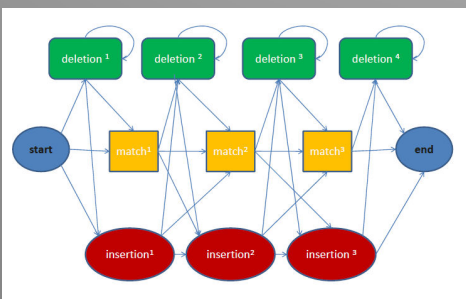 deletion ¹
deletion ²
deletion ³
deletion ⁴
start
match¹
match²
match³
end
insertion¹
insertion²
insertion ³